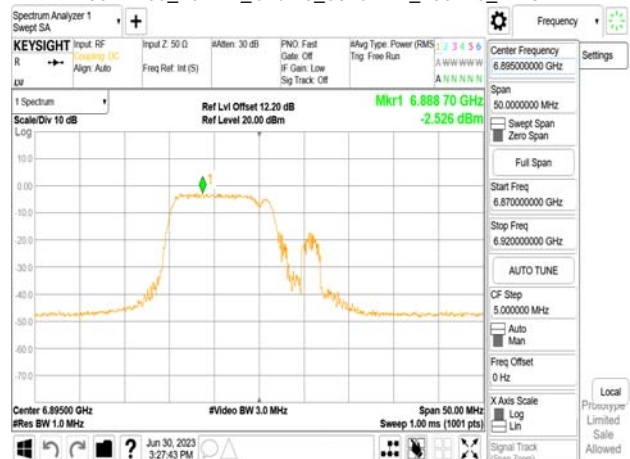 Spectrum Analyzer 1
Swept SA
Frequency
KEYSIGHT
R
Input: RF
Coupling: DC
Align: Auto
Input Z: 50 Ω
Freq Ref: Int (S)
#Atten: 30 dB
PNO: Fast
Gate: Off
IF Gain: Low
Sig Track: Off
#Avg Type: Power (RMS
Trig: Free Run
1 2 3 4 5 6
A W W W W W
A N N N N N
1 Spectrum
Scale/Div 10 dB
Log
Ref Lvl Offset 12.20 dB
Ref Level 20.00 dBm
Mkr1 6.888 70 GHz
-2.526 dBm
1
10.0
0.00
-10.0
-20.0
-30.0
-40.0
-50.0
-60.0
-70.0
Center 6.89500 GHz
#Res BW 1.0 MHz
#Video BW 3.0 MHz
Span 50.00 MHz
Sweep 1.00 ms (1001 pts)
Jun 30, 2023
3:27:43 PM
Center Frequency
6.895000000 GHz
Span
50.0000000 MHz
Swept Span
Zero Span
Full Span
Start Freq
6.870000000 GHz
Stop Freq
6.920000000 GHz
AUTO TUNE
CF Step
5.000000 MHz
Auto
Man
Freq Offset
0 Hz
X Axis Scale
Log
Lin
Signal Track
(Span Zoom)
Settings
Local
Prototype
Limited
Sale
Allowed